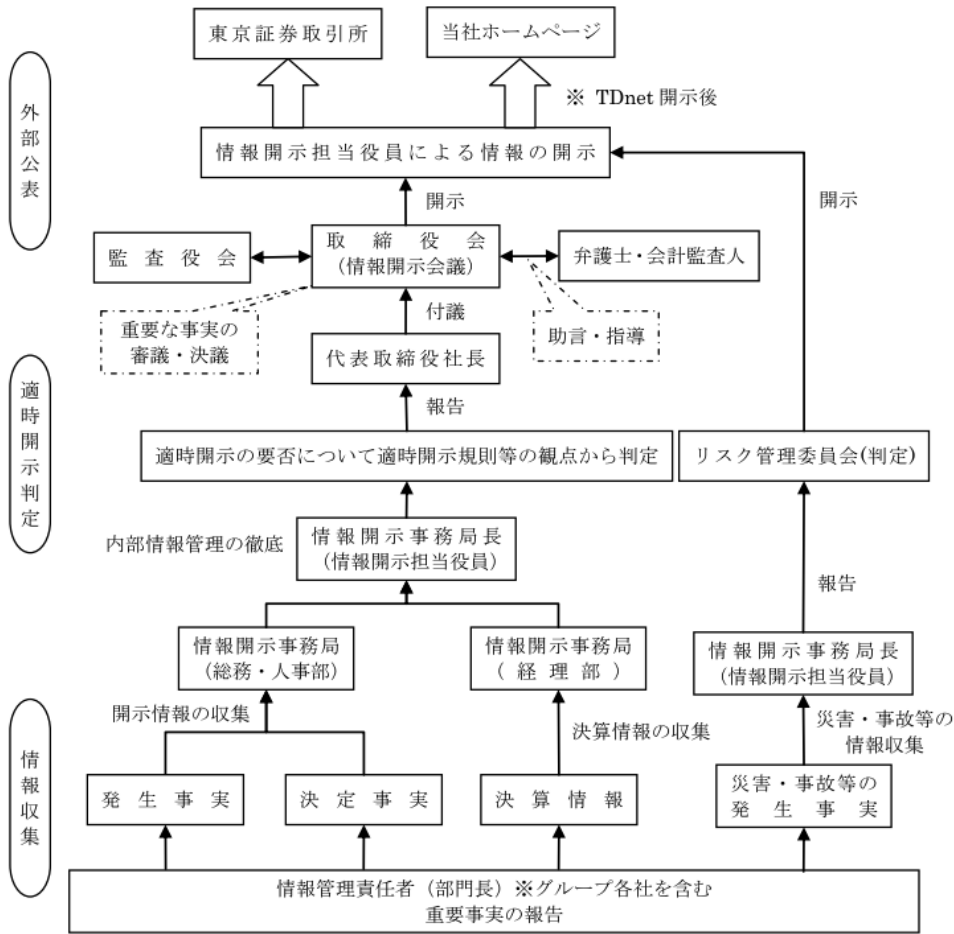 東京証券取引所
当社ホームページ
※ TDnet 開示後
外部公表
情報開示担当役員による情報の開示
開示
開示
監査役会
取締役会
(情報開示会議)
弁護士・会計監査人
重要な事実の
審議・決議
付議
助言・指導
代表取締役社長
適時開示判定
報告
適時開示の要否について適時開示規則等の観点から判定
リスク管理委員会(判定)
内部情報管理の徹底
情報開示事務局長
(情報開示担当役員)
報告
情報開示事務局
(総務・人事部)
情報開示事務局
(経理部)
情報開示事務局長
(情報開示担当役員)
開示情報の収集
決算情報の収集
災害・事故等の
情報収集
情報収集
発生事実
決定事実
決算情報
災害・事故等の
発生事実
情報管理責任者（部門長）※グループ各社を含む
重要事実の報告